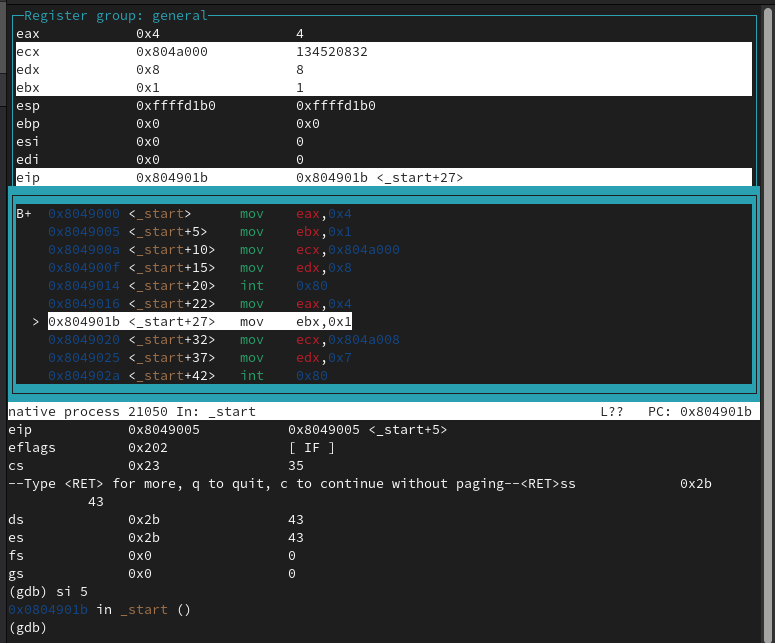 Register group: general
eax 0x4 4
ecx 0x804a000 134520832
edx 0x8 8
ebx 0x1 1
esp 0xffffd1b0 0xffffd1b0
ebp 0x0 0x0
esi 0x0 0
edi 0x0 0
eip 0x804901b 0x804901b <_start+27>
B+ 0x8049000 <_start> mov eax,0x4
0x8049005 <_start+5> mov ebx,0x1
0x804900a <_start+10> mov ecx,0x804a000
0x804900f <_start+15> mov edx,0x8
0x8049014 <_start+20> int 0x80
0x8049016 <_start+22> mov eax,0x4
> 0x804901b <_start+27> mov ebx,0x1
0x8049020 <_start+32> mov ecx,0x804a008
0x8049025 <_start+37> mov edx,0x7
0x804902a <_start+42> int 0x80
native process 21050 In: _start L?? PC: 0x804901b
eip 0x8049005 0x8049005 <_start+5>
eflags 0x202 [ IF ]
cs 0x23 35
--Type <RET> for more, q to quit, c to continue without paging--<RET>ss 0x2b
43
ds 0x2b 43
es 0x2b 43
fs 0x0 0
gs 0x0 0
(gdb) si 5
0x0804901b in _start ()
(gdb)